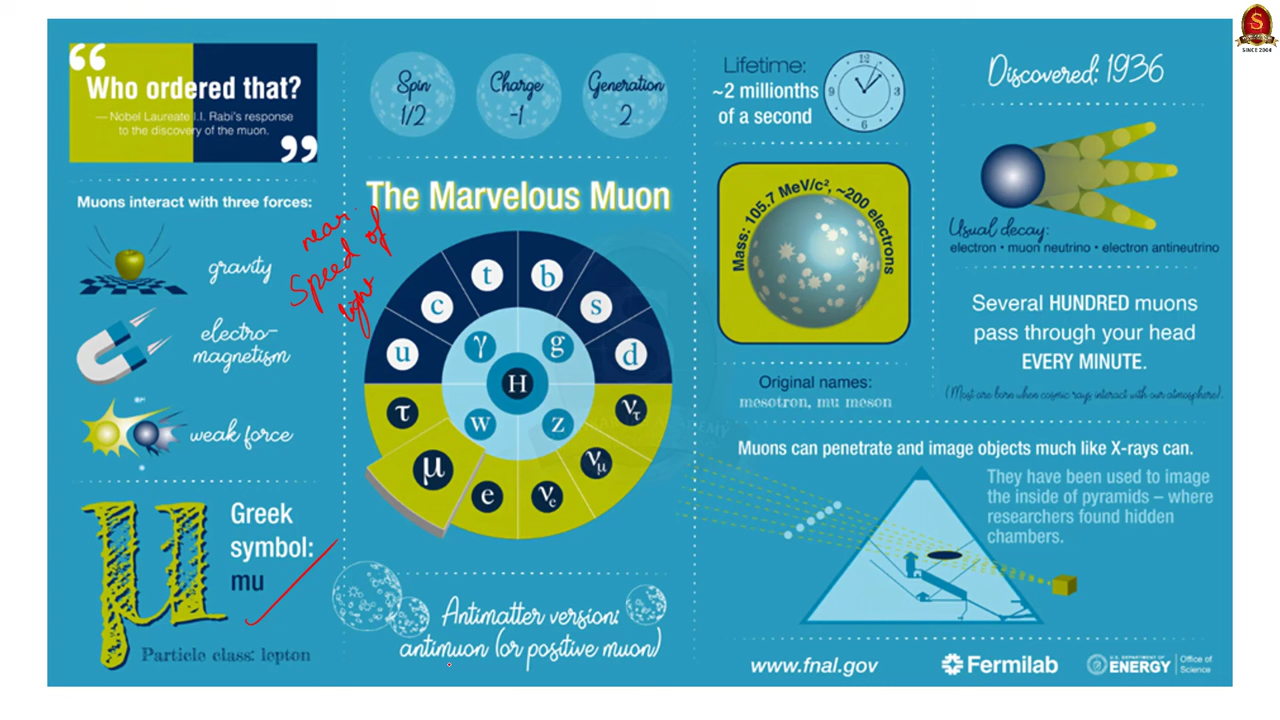 “
Who ordered that?
— Nobel Laureate I.I. Rabi's response
to the discovery of the muon.
”
Muons interact with three forces:
gravity
electro-
magnetism
weak force
μ
Greek
symbol:
mu
Particle class: lepton
near
speed of
light
Spin
1/2
Charge
-1
Generation
2
The Marvelous Muon
t
b
c
s
u
d
γ
g
H
w
z
τ
ντ
μ
νμ
e
νe
Antimatter version:
antimuon (or positive muon)
Lifetime:
~2 millionths
of a second
12
3
6
9
Mass: 105.7 MeV/c², ~200 electrons
Original names:
mesotron, mu meson
Discovered: 1936
Usual decay:
electron • muon neutrino • electron antineutrino
Several HUNDRED muons
pass through your head
EVERY MINUTE.
(Most are born when cosmic rays interact with our atmosphere).
Muons can penetrate and image objects much like X-rays can.
They have been used to image
the inside of pyramids – where
researchers found hidden
chambers.
www.fnal.gov
Fermilab
U.S. DEPARTMENT OF
ENERGY
Office of
Science
S
SINCE 2004